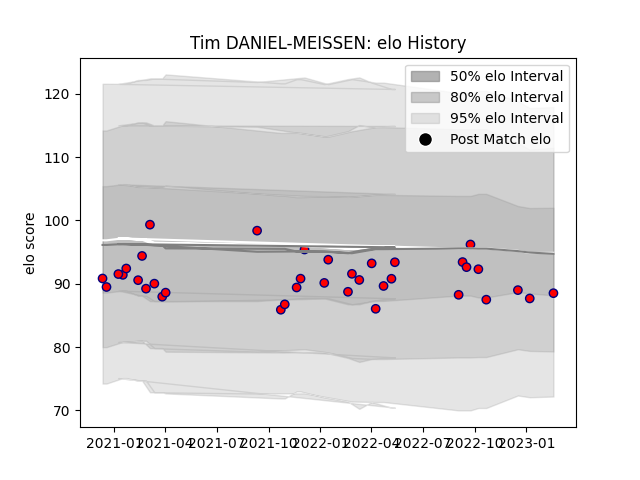 Tim DANIEL-MEISSEN: elo History
50% elo Interval
80% elo Interval
95% elo Interval
Post Match elo
elo score
120
110
100
90
80
70
2021-01 2021-04 2021-07 2021-10 2022-01 2022-04 2022-07 2022-10 2023-01